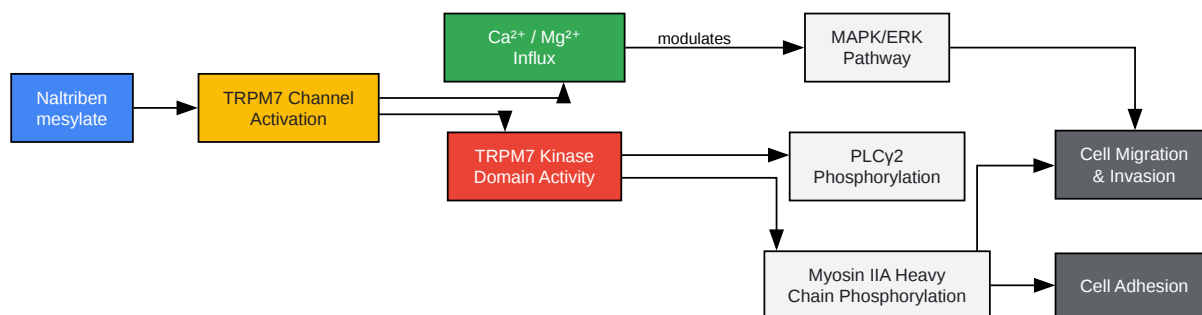 Naltriben
mesylate
TRPM7 Channel
Activation
Ca²⁺ / Mg²⁺
Influx
modulates
MAPK/ERK
Pathway
TRPM7 Kinase
Domain Activity
PLCγ2
Phosphorylation
Cell Migration
& Invasion
Myosin IIA Heavy
Chain Phosphorylation
Cell Adhesion